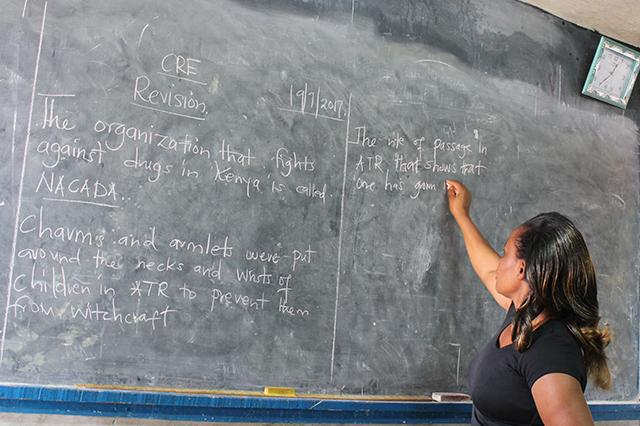 CRE
Revision
19/7/2017
The organization that fights
against drugs in Kenya is called
NACADA.
Charms and armlets were put
around the necks and wrists of
children in ATR to prevent them
from witchcraft
The rite of passage in
ATR that shows that
one has